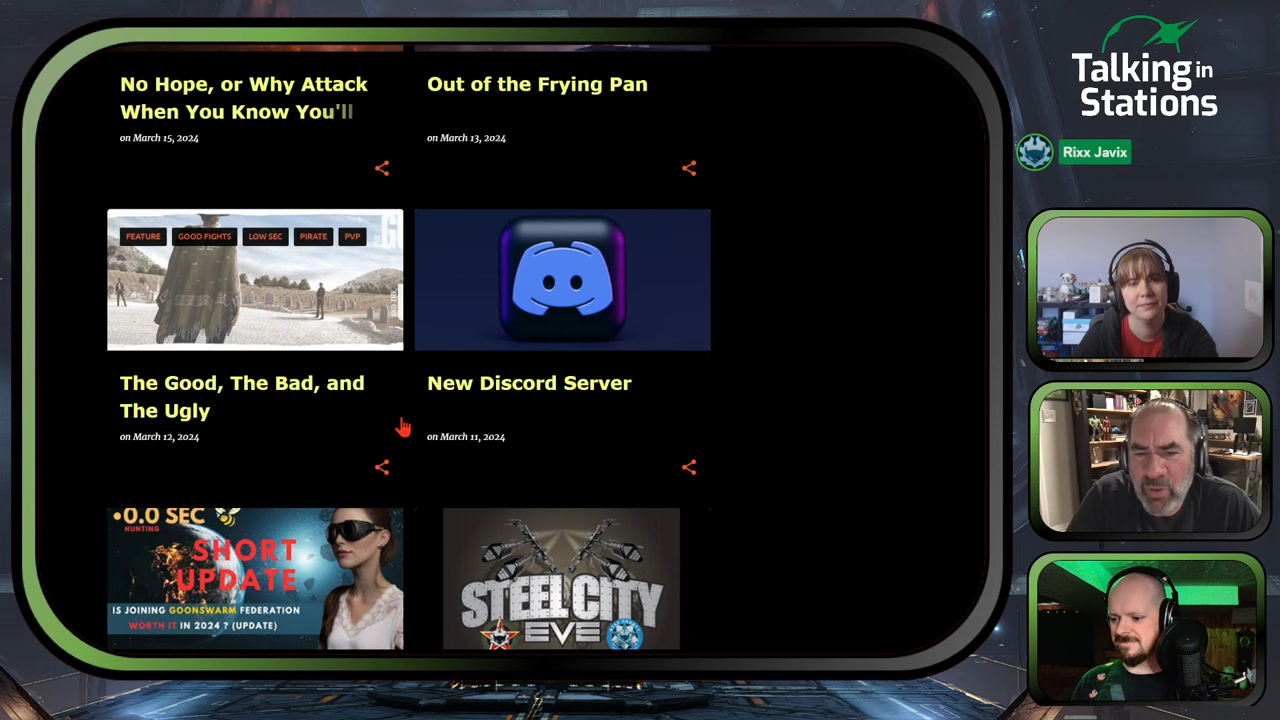 No Hope, or Why Attack
When You Know You'll
on March 15, 2024
Out of the Frying Pan
on March 13, 2024
FEATURE
GOOD FIGHTS
LOW SEC
PIRATE
PVP
The Good, The Bad, and
The Ugly
on March 12, 2024
New Discord Server
on March 11, 2024
•0.0 SEC
HUNTING
SHORT
UPDATE
IS JOINING GOONSWARM FEDERATION
WORTH IT IN 2024 ? (UPDATE)
STEEL CITY
EVE
Talking in
Stations
Rixx Javix